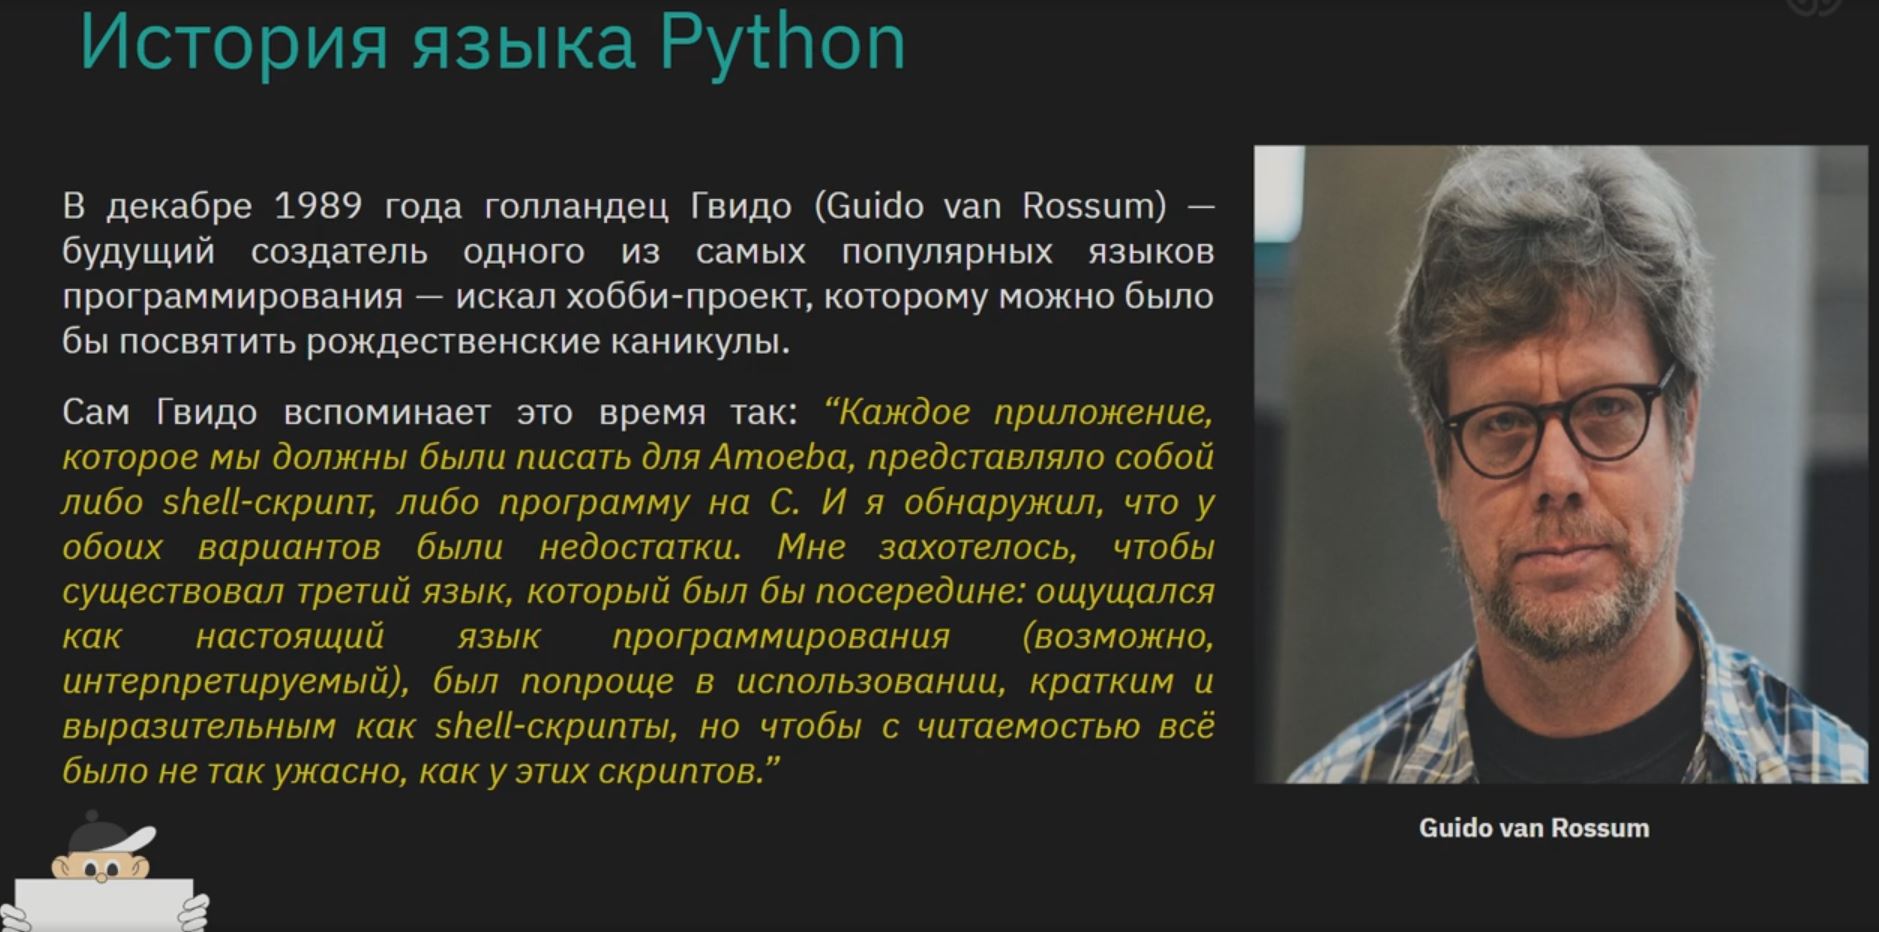 История языка Python
В декабре 1989 года голландец Гвидо (Guido van Rossum) —
будущий создатель одного из самых популярных языков
программирования — искал хобби-проект, которому можно было
бы посвятить рождественские каникулы.
Сам Гвидо вспоминает это время так: “Каждое приложение,
которое мы должны были писать для Amoeba, представляло собой
либо shell-скрипт, либо программу на C. И я обнаружил, что у
обоих вариантов были недостатки. Мне захотелось, чтобы
существовал третий язык, который был бы посередине: ощущался
как настоящий язык программирования (возможно,
интерпретируемый), был попроще в использовании, кратким и
выразительным как shell-скрипты, но чтобы с читаемостью всё
было не так ужасно, как у этих скриптов.”
Guido van Rossum